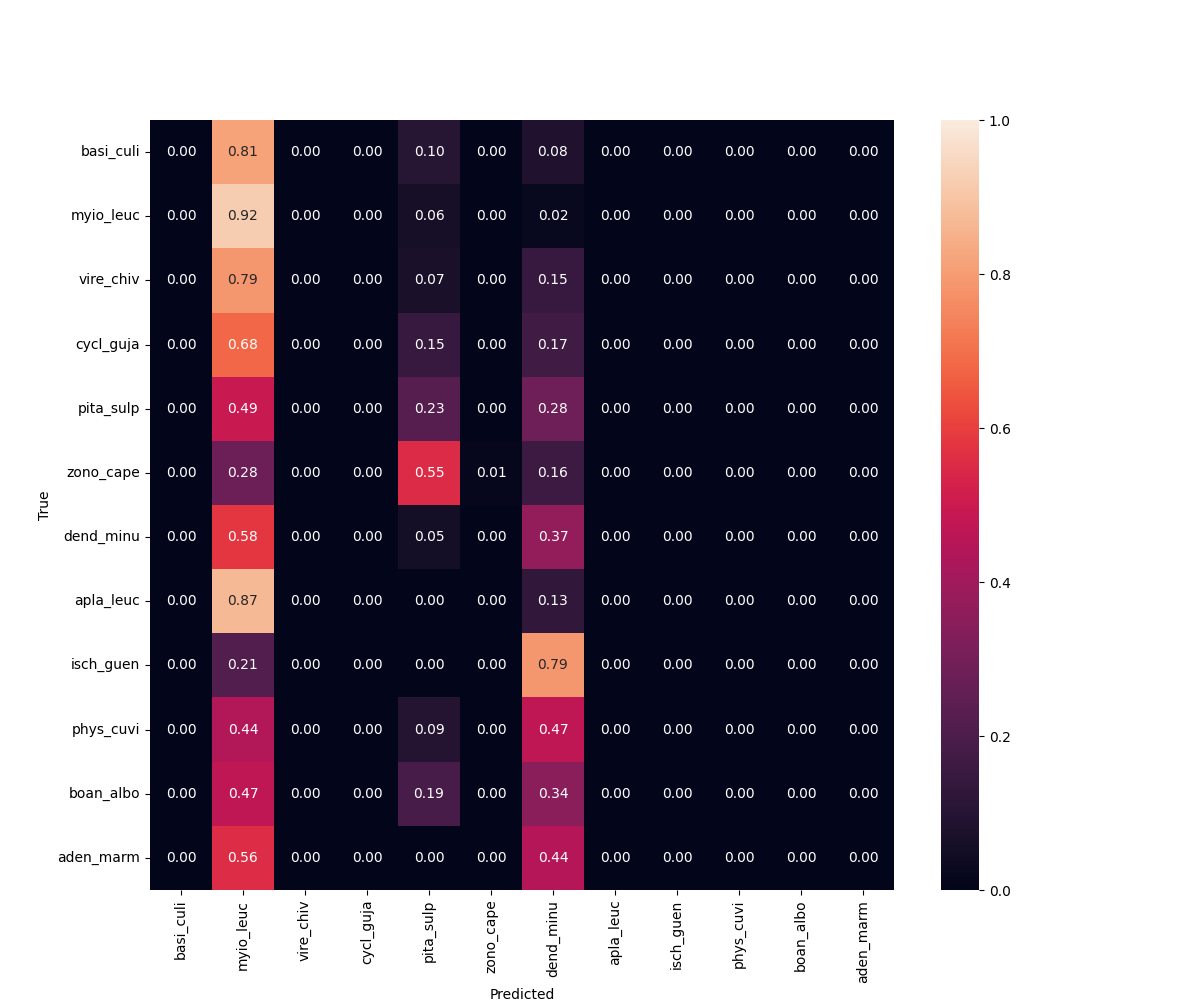 basi_culi 0.00 0.81 0.00 0.00 0.10 0.00 0.08 0.00 0.00 0.00 0.00 0.00
myio_leuc 0.00 0.92 0.00 0.00 0.06 0.00 0.02 0.00 0.00 0.00 0.00 0.00
vire_chiv 0.00 0.79 0.00 0.00 0.07 0.00 0.15 0.00 0.00 0.00 0.00 0.00
cycl_guja 0.00 0.68 0.00 0.00 0.15 0.00 0.17 0.00 0.00 0.00 0.00 0.00
pita_sulp 0.00 0.49 0.00 0.00 0.23 0.00 0.28 0.00 0.00 0.00 0.00 0.00
zono_cape 0.00 0.28 0.00 0.00 0.55 0.01 0.16 0.00 0.00 0.00 0.00 0.00
dend_minu 0.00 0.58 0.00 0.00 0.05 0.00 0.37 0.00 0.00 0.00 0.00 0.00
apla_leuc 0.00 0.87 0.00 0.00 0.00 0.00 0.13 0.00 0.00 0.00 0.00 0.00
isch_guen 0.00 0.21 0.00 0.00 0.00 0.00 0.79 0.00 0.00 0.00 0.00 0.00
phys_cuvi 0.00 0.44 0.00 0.00 0.09 0.00 0.47 0.00 0.00 0.00 0.00 0.00
boan_albo 0.00 0.47 0.00 0.00 0.19 0.00 0.34 0.00 0.00 0.00 0.00 0.00
aden_marm 0.00 0.56 0.00 0.00 0.00 0.00 0.44 0.00 0.00 0.00 0.00 0.00
True
basi_culi myio_leuc vire_chiv cycl_guja pita_sulp zono_cape dend_minu apla_leuc isch_guen phys_cuvi boan_albo aden_marm
Predicted
1.0
0.8
0.6
0.4
0.2
0.0